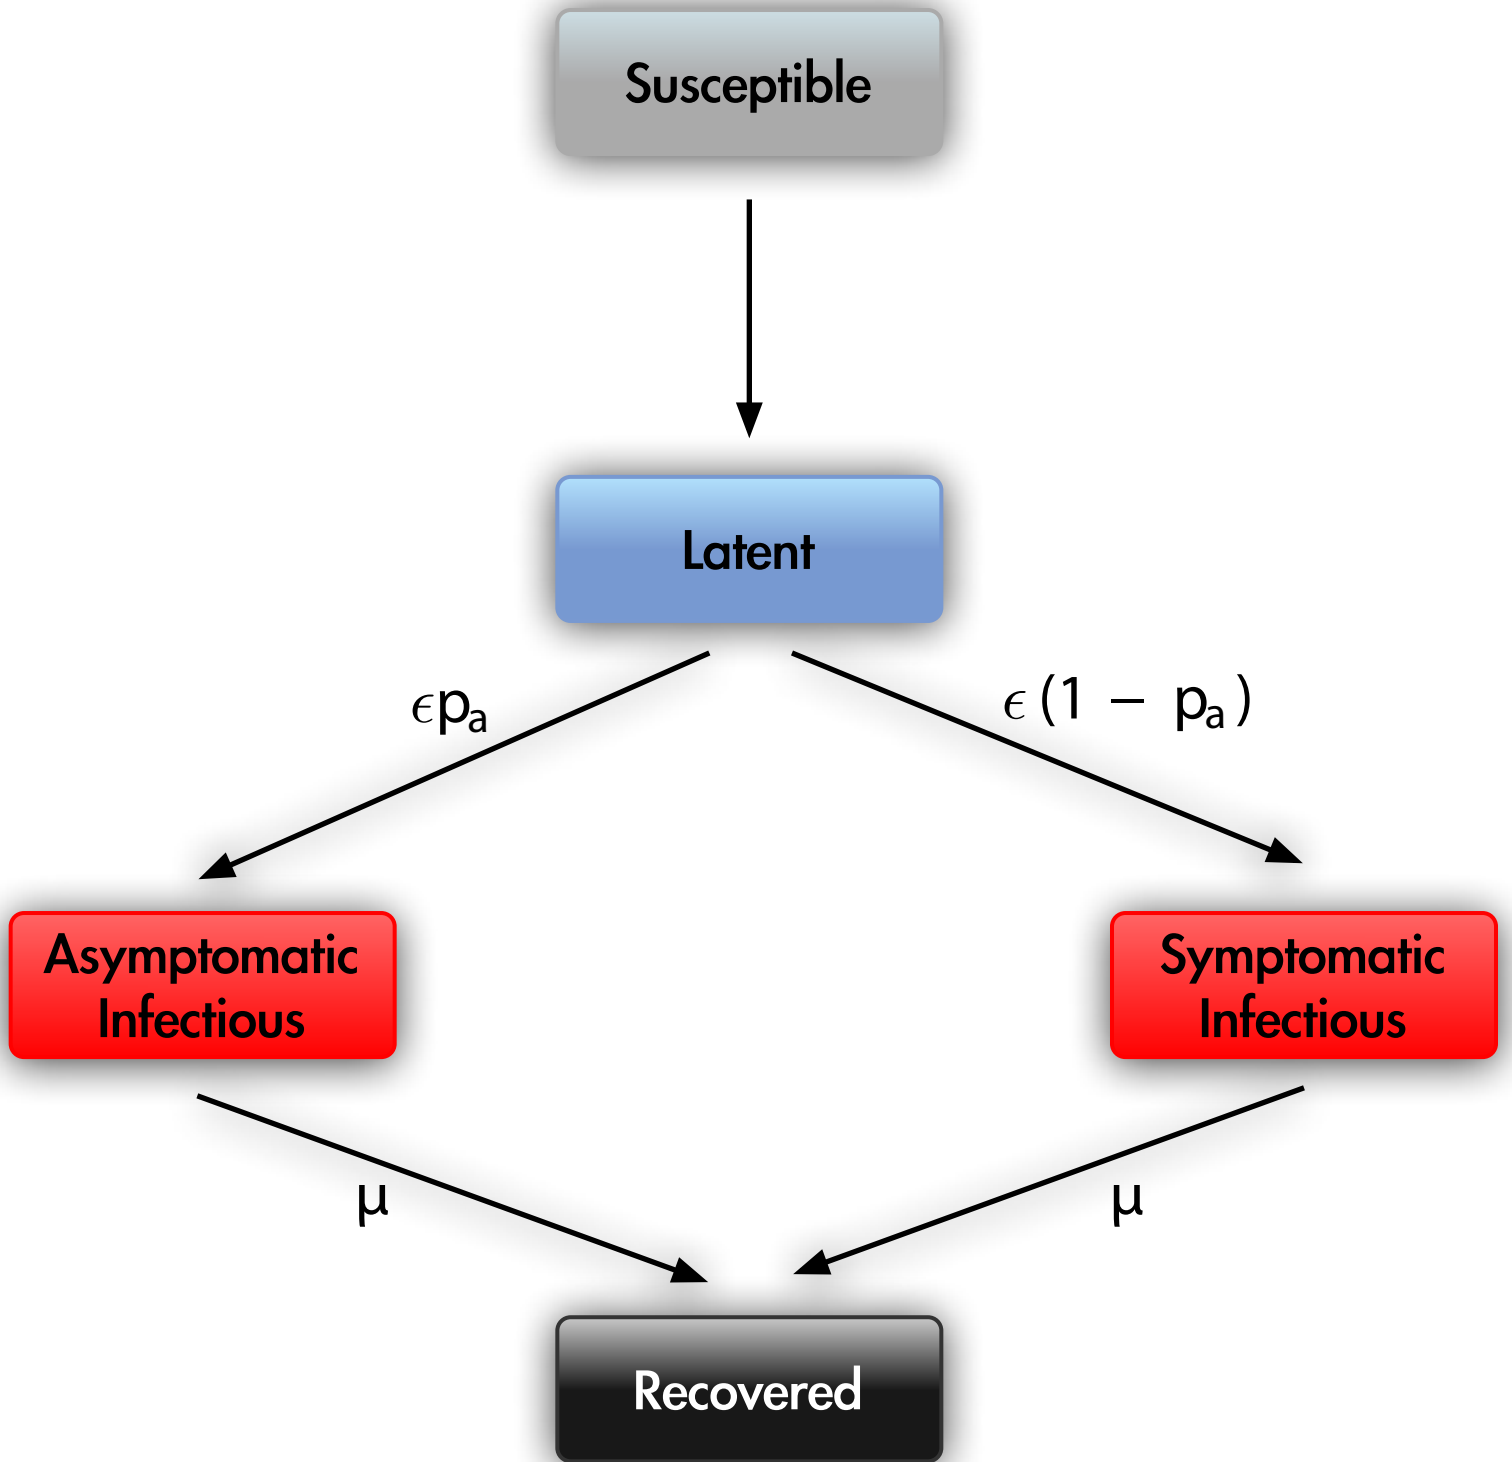 Susceptible
Latent
ϵpₐ
ϵ(1 − pₐ)
Asymptomatic
Infectious
Symptomatic
Infectious
μ
μ
Recovered